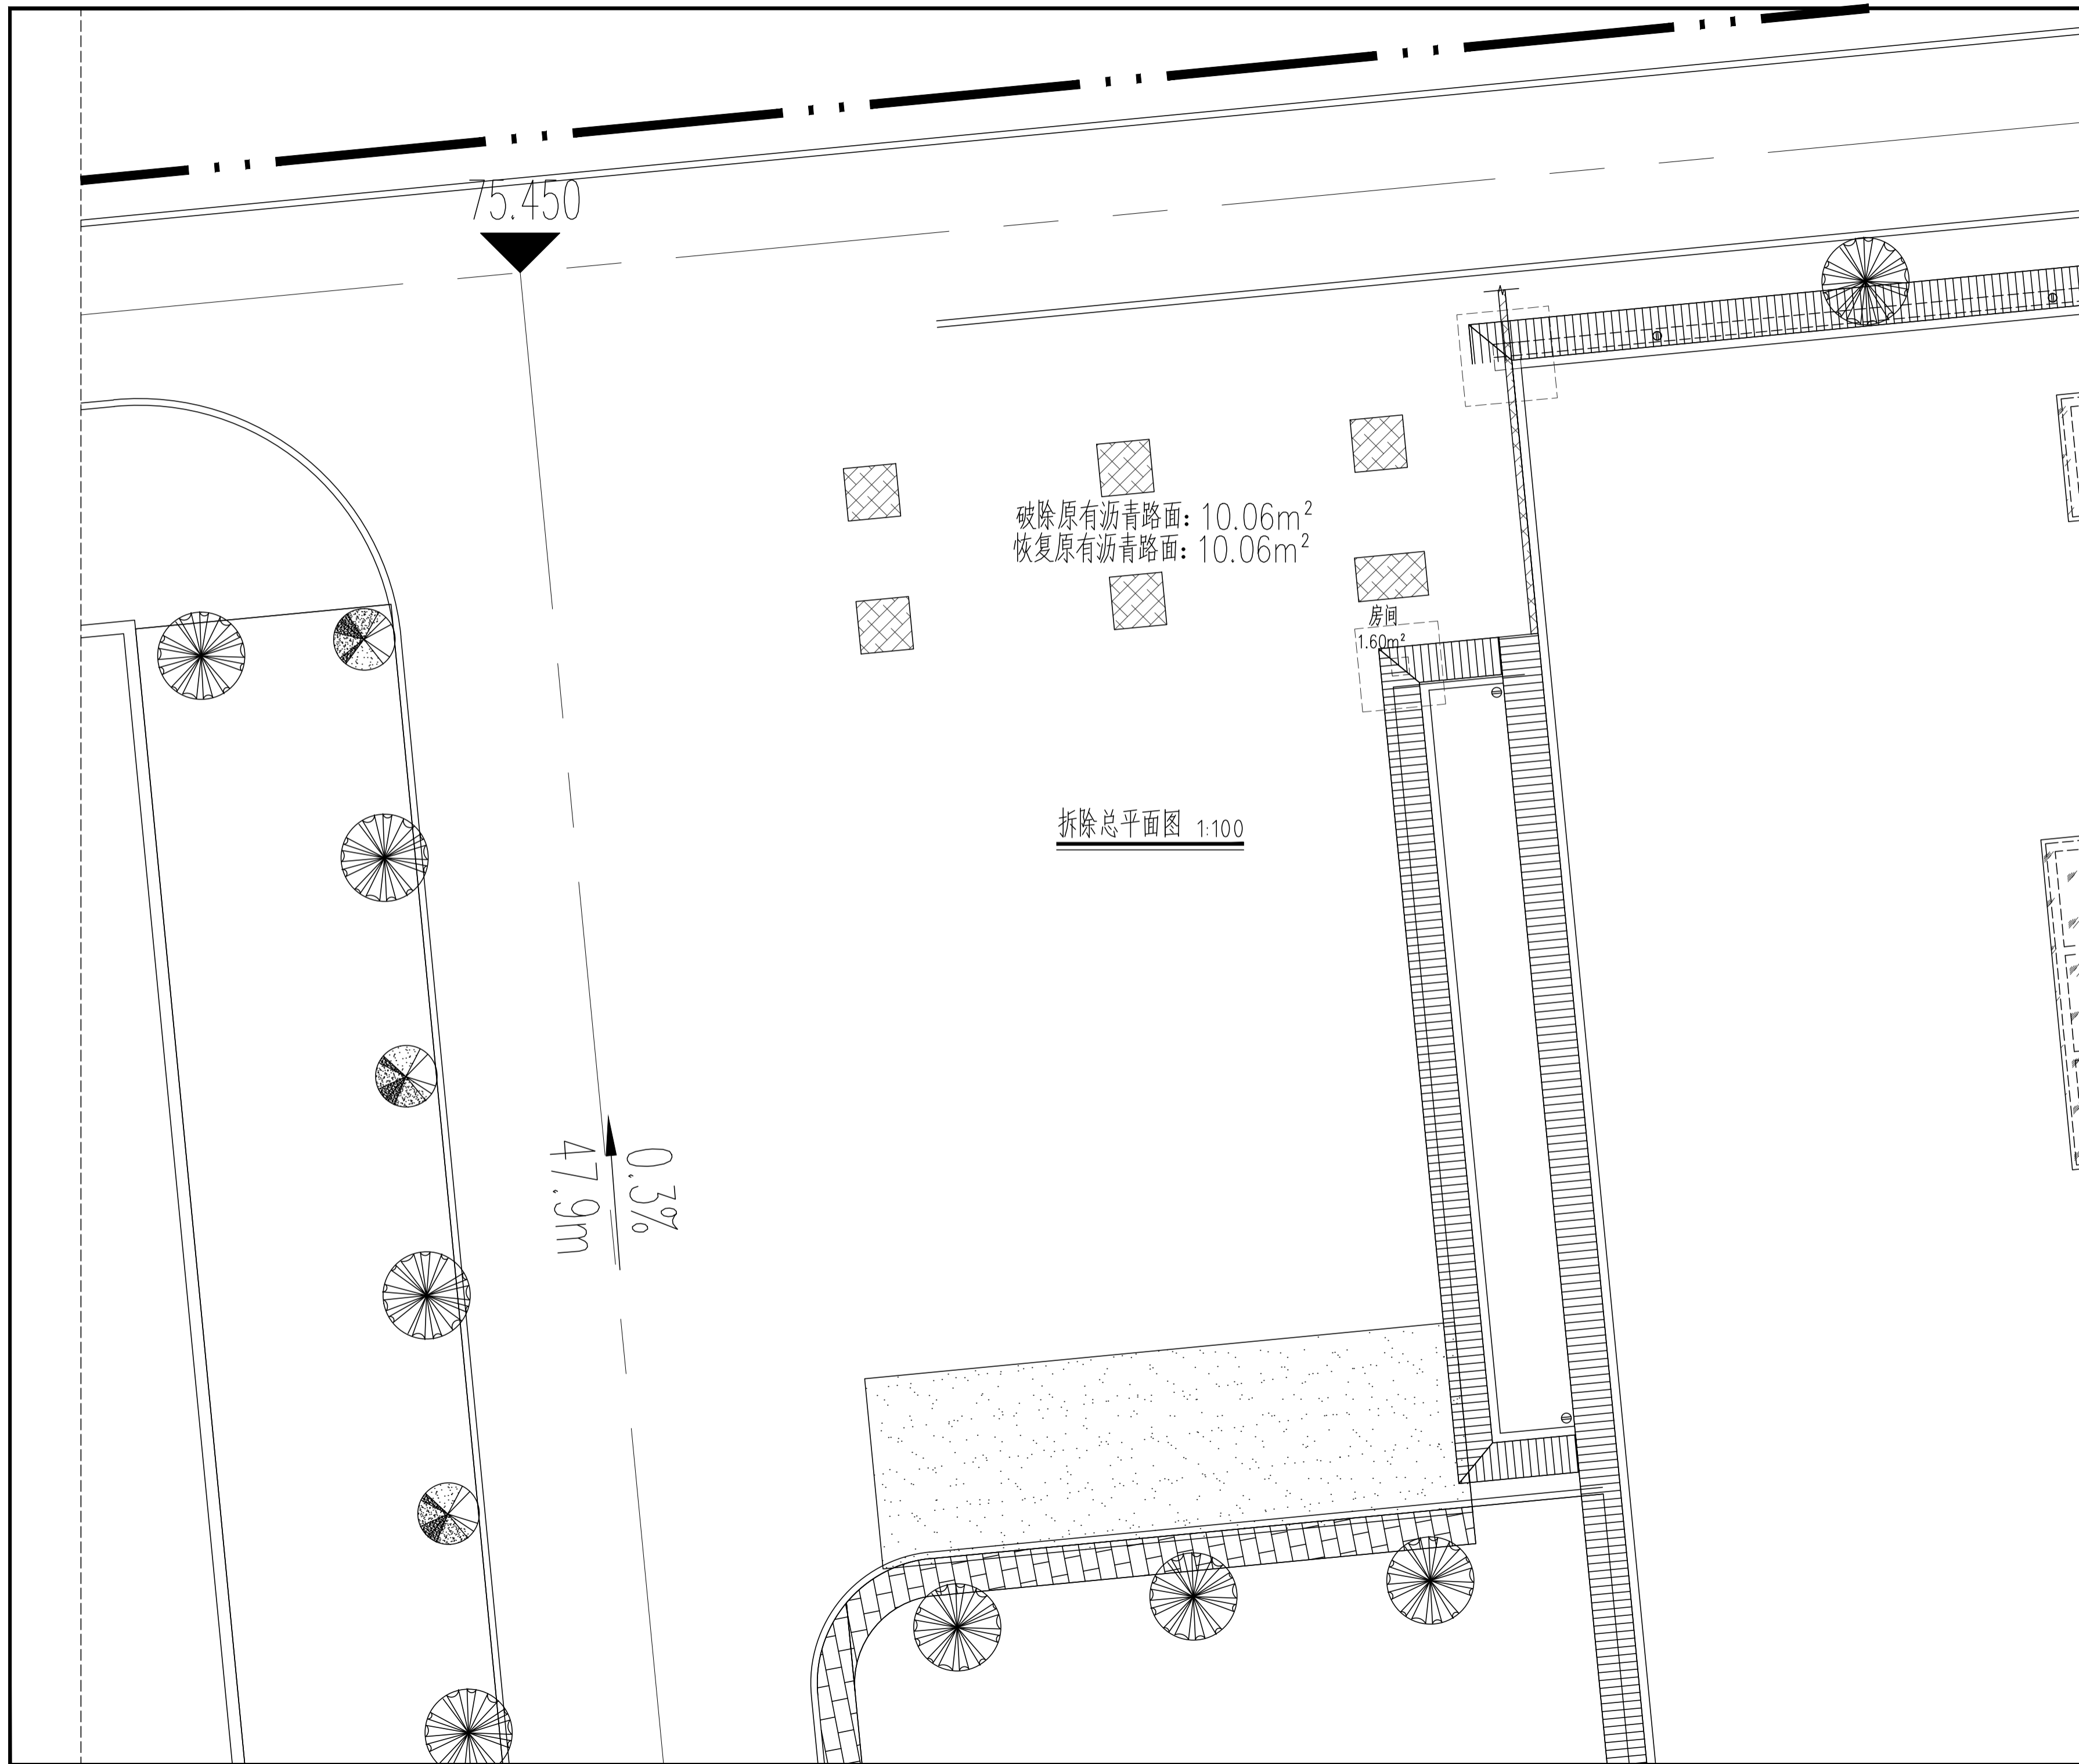 75.450
破除原有沥青路面: 10.06m²
恢复原有沥青路面: 10.06m²
房间
1.60m²
拆除总平面图 1:100
0.3%
47.9m